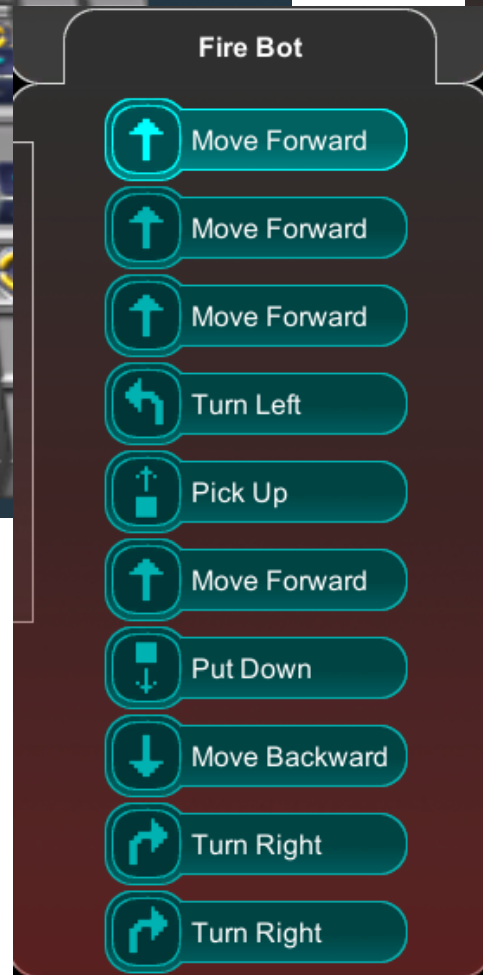 Fire Bot
Move Forward
Move Forward
Move Forward
Turn Left
Pick Up
Move Forward
Put Down
Move Backward
Turn Right
Turn Right